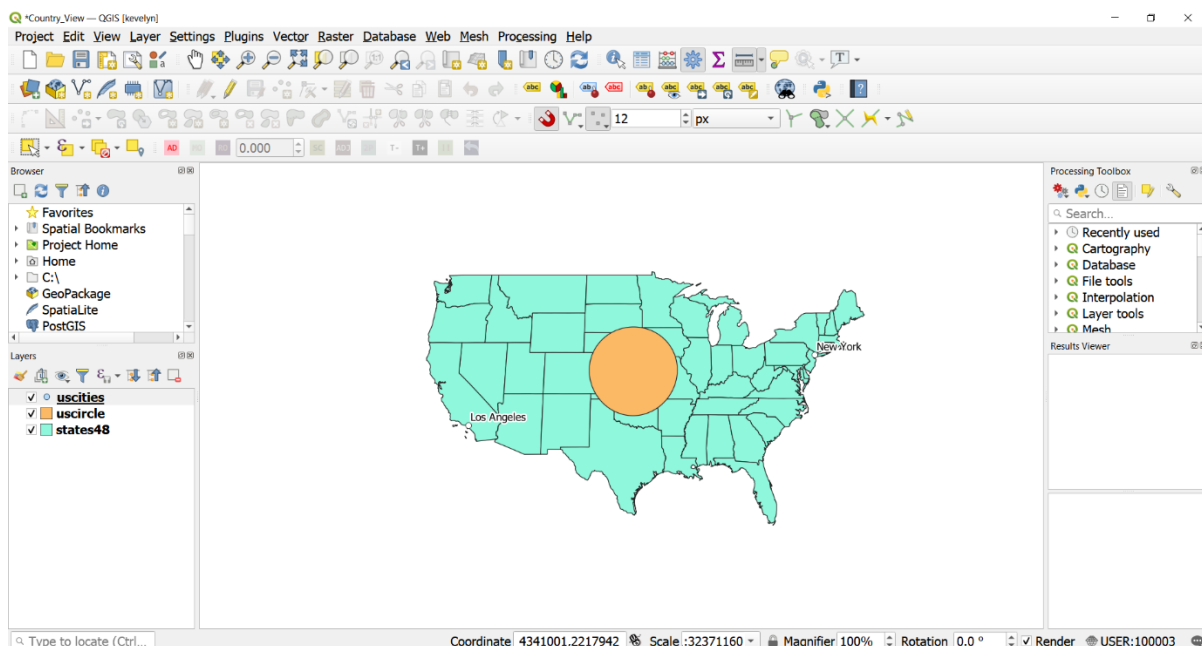 *Country_View — QGIS [kevelyn]
Project Edit View Layer Settings Plugins Vector Raster Database Web Mesh Processing Help
12 px
0.000
Browser
Favorites
Spatial Bookmarks
Project Home
Home
C:\
GeoPackage
SpatiaLite
PostGIS
Layers
uscities
uscircle
states48
New York
Los Angeles
Processing Toolbox
Search...
Recently used
Cartography
Database
File tools
Interpolation
Layer tools
Mesh
Results Viewer
Type to locate (Ctrl...
Coordinate 4341001,2217942 Scale :32371160 Magnifier 100% Rotation 0.0 ° Render USER:100003